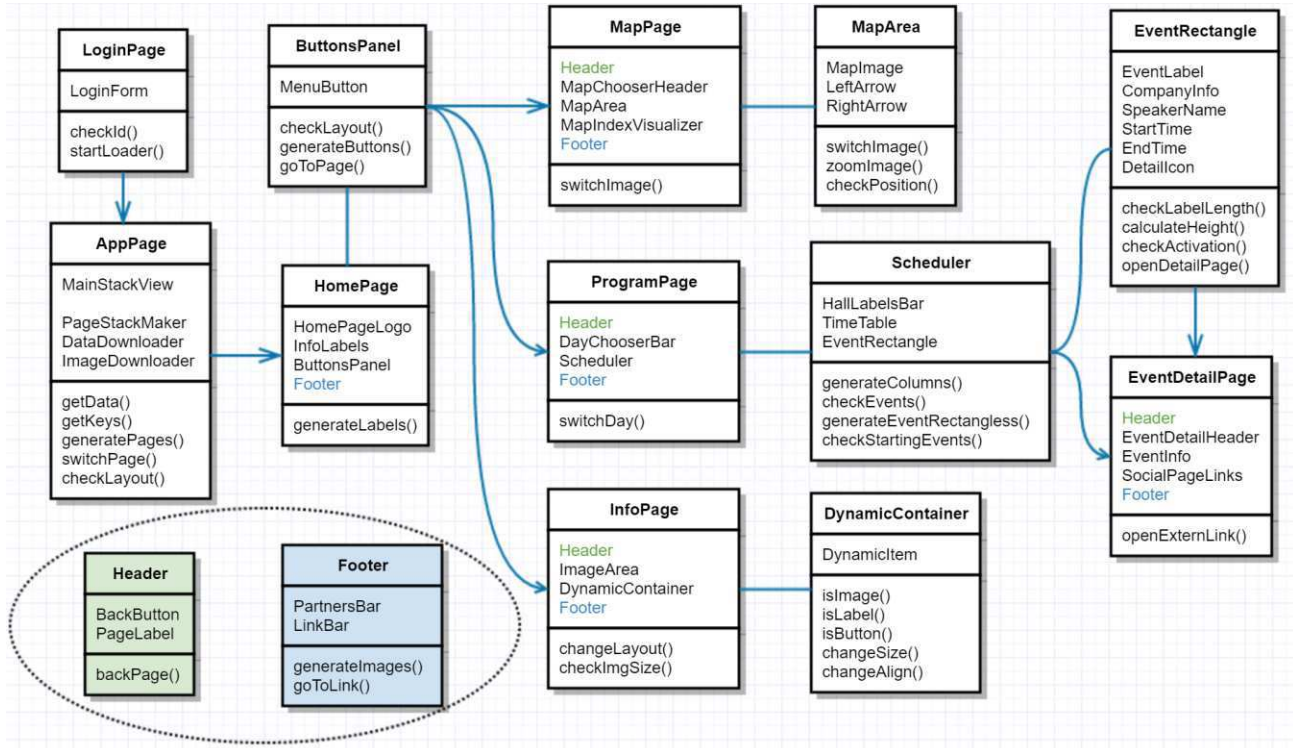 LoginPage
LoginForm
checkId()
startLoader()
ButtonsPanel
MenuButton
checkLayout()
generateButtons()
goToPage()
MapPage
Header
MapChooserHeader
MapArea
MapIndexVisualizer
Footer
switchImage()
MapArea
MapImage
LeftArrow
RightArrow
switchImage()
zoomImage()
checkPosition()
EventRectangle
EventLabel
CompanyInfo
SpeakerName
StartTime
EndTime
DetailIcon
checkLabelLength()
calculateHeight()
checkActivation()
openDetailPage()
AppPage
MainStackView
PageStackMaker
DataDownloader
ImageDownloader
getData()
getKeys()
generatePages()
switchPage()
checkLayout()
HomePage
HomePageLogo
InfoLabels
ButtonsPanel
Footer
generateLabels()
ProgramPage
Header
DayChooserBar
Scheduler
Footer
switchDay()
Scheduler
HallLabelsBar
TimeTable
EventRectangle
generateColumns()
checkEvents()
generateEventRectangless()
checkStartingEvents()
EventDetailPage
Header
EventDetailHeader
EventInfo
SocialPageLinks
Footer
openExternLink()
Header
BackButton
PageLabel
backPage()
Footer
PartnersBar
LinkBar
generateImages()
goToLink()
InfoPage
Header
ImageArea
DynamicContainer
Footer
changeLayout()
checkImgSize()
DynamicContainer
DynamicItem
isImage()
isLabel()
isButton()
changeSize()
changeAlign()